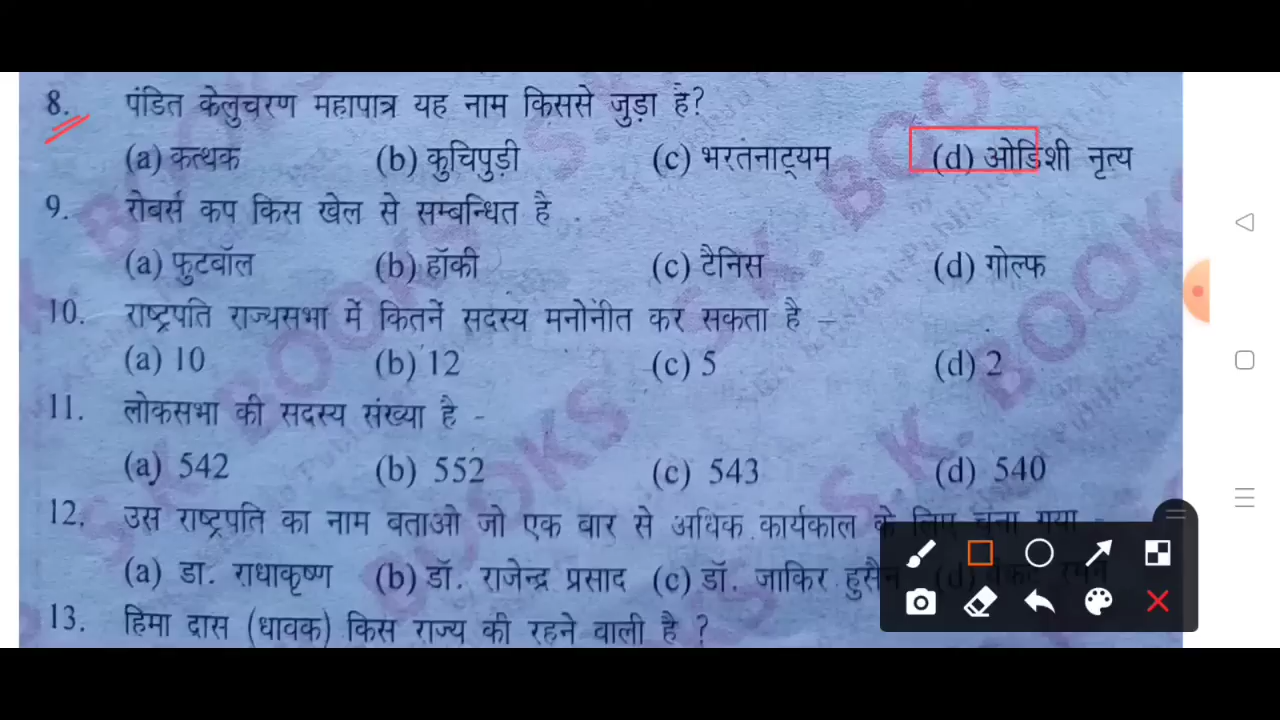 8. पंडित केलुचरण महापात्र यह नाम किससे जुड़ा है?
(a) कत्थक (b) कुचिपुड़ी (c) भरतनाट्यम (d) ओडिशी नृत्य
9. रोबर्स कप किस खेल से सम्बन्धित है
(a) फुटबॉल (b) हॉकी (c) टैनिस (d) गोल्फ
10. राष्ट्रपति राज्यसभा में कितनें सदस्य मनोनीत कर सकता है –
(a) 10 (b) 12 (c) 5 (d) 2
11. लोकसभा की सदस्य संख्या है -
(a) 542 (b) 552 (c) 543 (d) 540
12. उस राष्ट्रपति का नाम बताओ जो एक बार से अधिक कार्यकाल के लिए चुना गया
(a) डा. राधाकृष्ण (b) डॉ. राजेन्द्र प्रसाद (c) डॉ. जाकिर हुसैन (d)
13. हिमा दास (धावक) किस राज्य की रहने वाली है ?